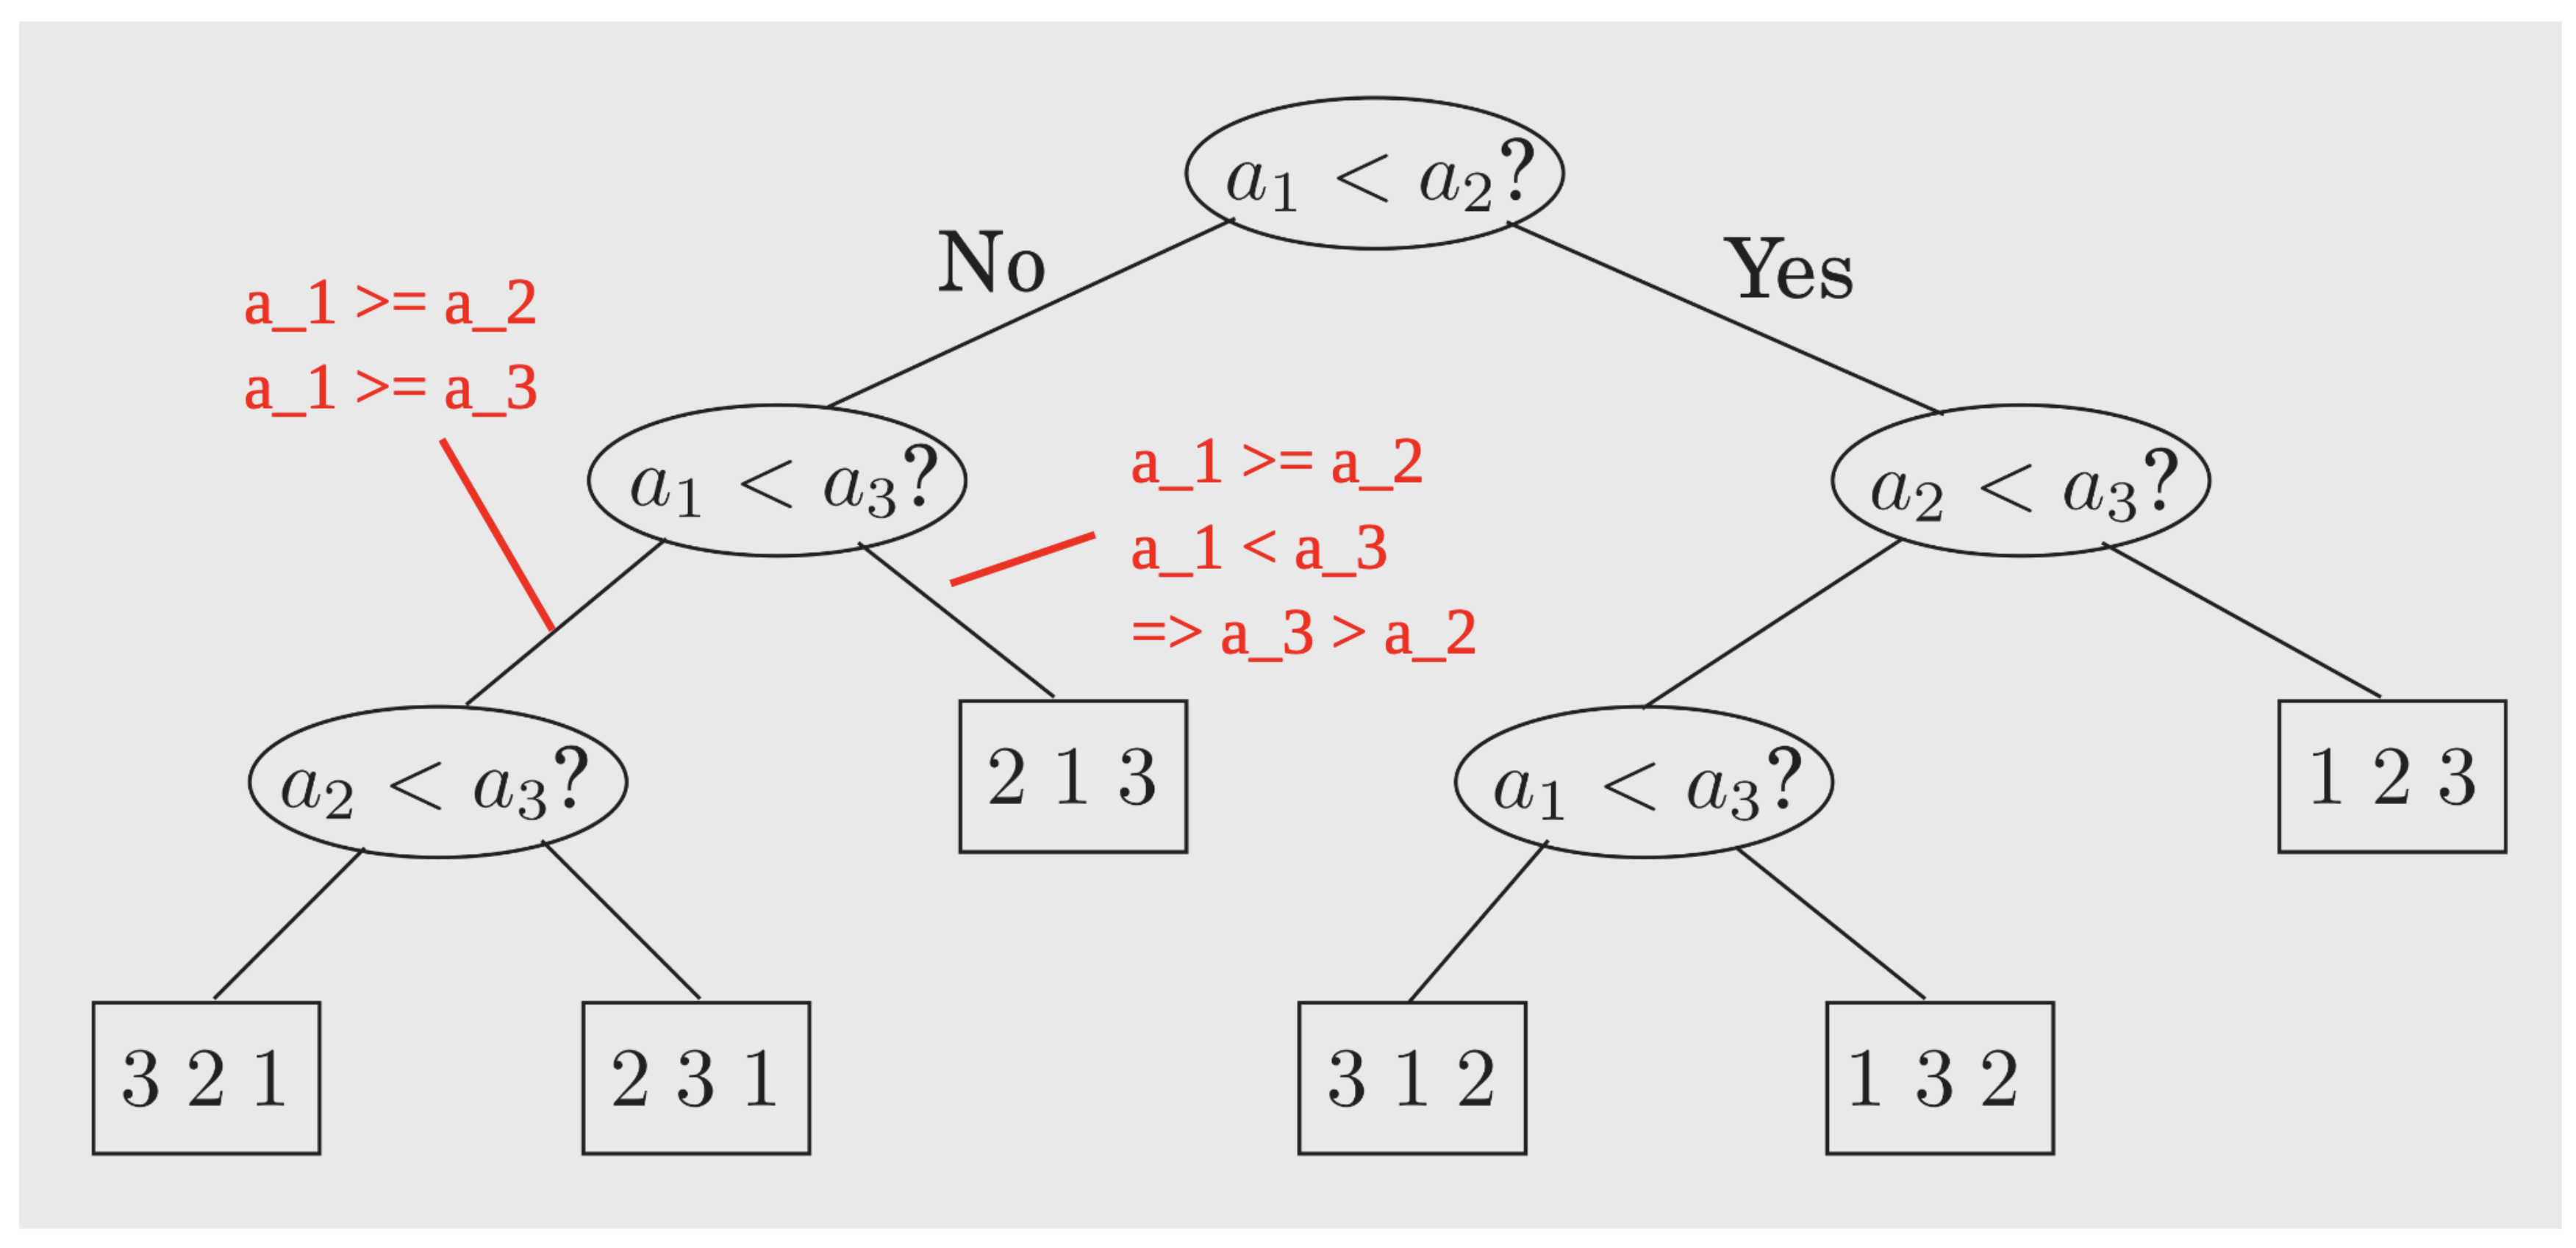 a₁ < a₂?
No
Yes
a_1 >= a_2
a_1 >= a_3
a₁ < a₃?
a_1 >= a_2
a_1 < a_3
=> a_3 > a_2
a₂ < a₃?
a₂ < a₃?
2 1 3
a₁ < a₃?
1 2 3
3 2 1
2 3 1
3 1 2
1 3 2